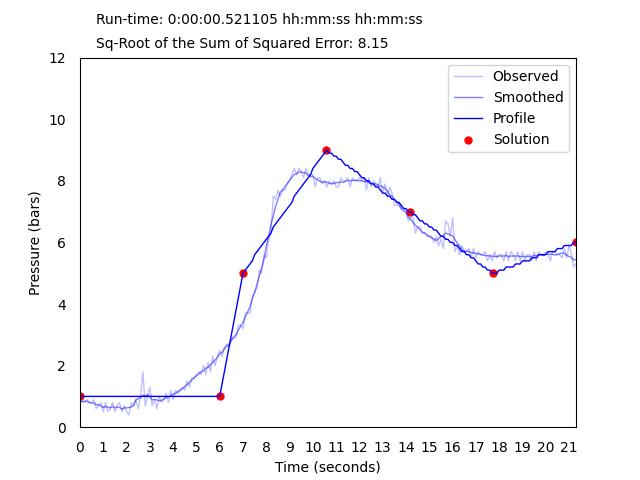 Run-time: 0:00:00.521105 hh:mm:ss hh:mm:ss
Sq-Root of the Sum of Squared Error: 8.15
12
10
8
6
4
2
0
Pressure (bars)
Observed
Smoothed
Profile
Solution
0 1 2 3 4 5 6 7 8 9 10 11 12 13 14 15 16 17 18 19 20 21
Time (seconds)